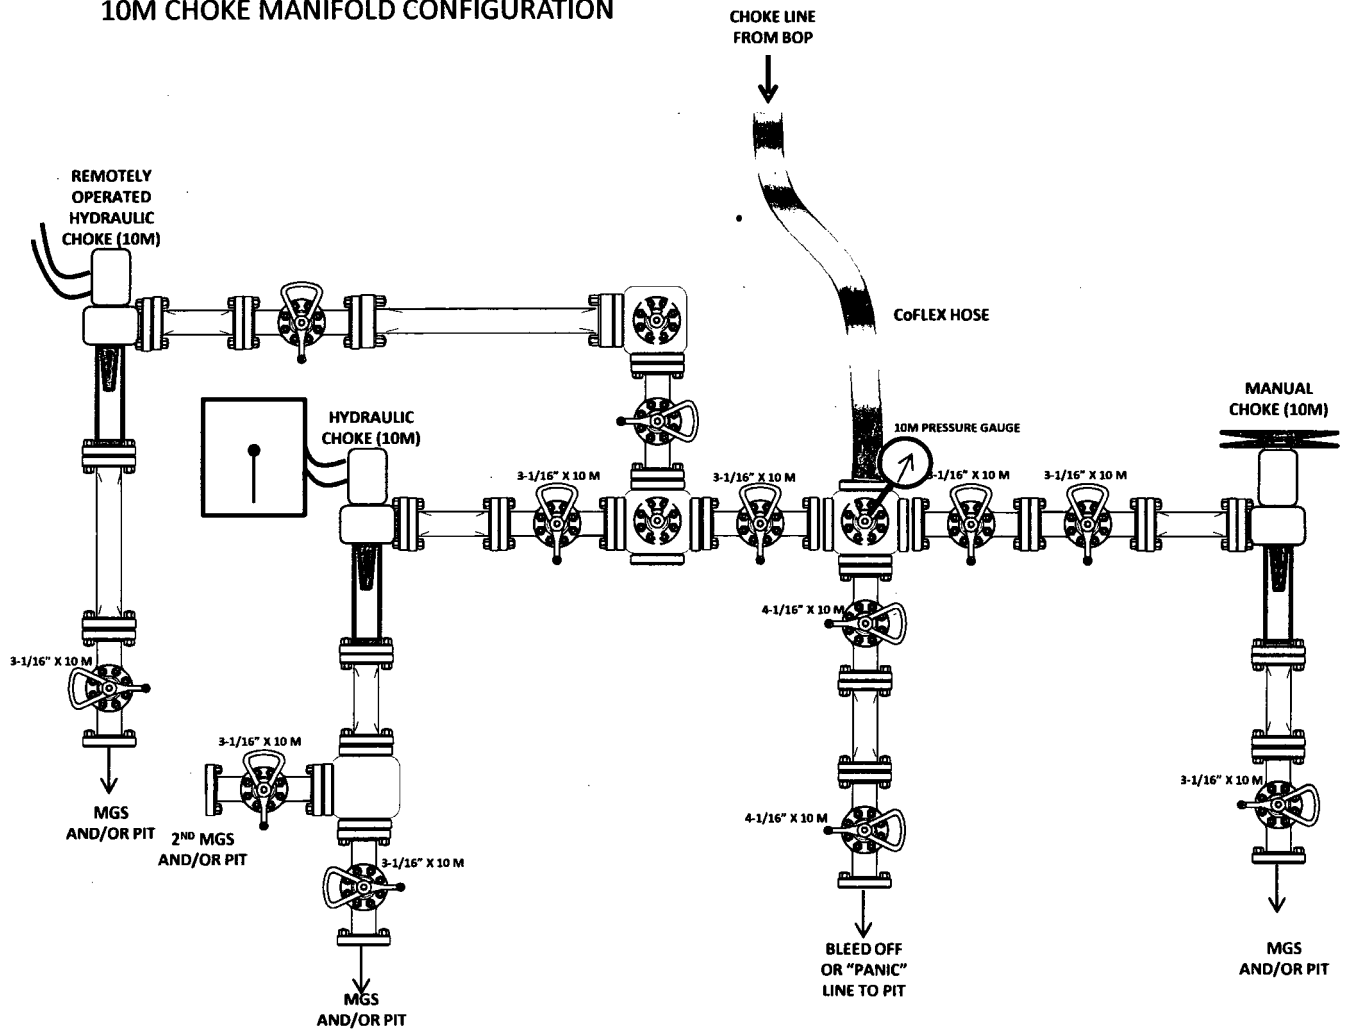 10M CHOKE MANIFOLD CONFIGURATION
CHOKE LINE
FROM BOP
REMOTELY
OPERATED
HYDRAULIC
CHOKE (10M)
CoFLEX HOSE
MANUAL
CHOKE (10M)
HYDRAULIC
CHOKE (10M)
10M PRESSURE GAUGE
3-1/16" X 10 M
3-1/16" X 10 M
3-1/16" X 10 M
3-1/16" X 10 M
4-1/16" X 10 M
3-1/16" X 10 M
3-1/16" X 10 M
3-1/16" X 10 M
4-1/16" X 10 M
MGS
AND/OR PIT
2ND MGS
AND/OR PIT
3-1/16" X 10 M
BLEED OFF
OR "PANIC"
LINE TO PIT
MGS
AND/OR PIT
MGS
AND/OR PIT